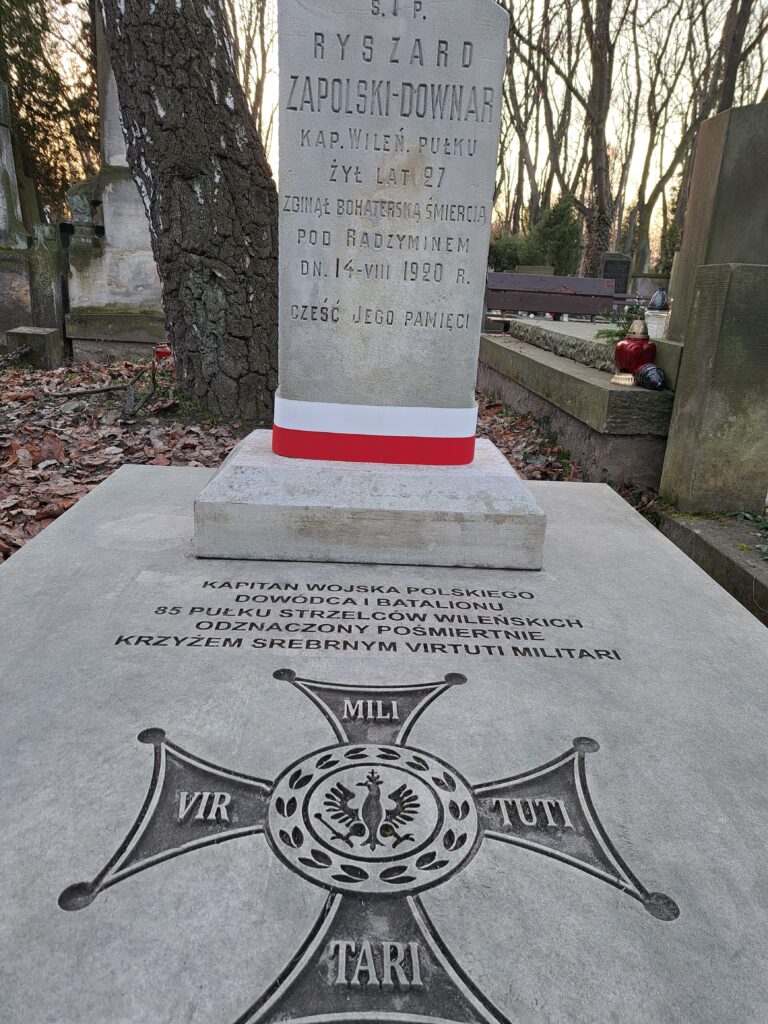 Ś. I P.
RYSZARD
ZAPOLSKI-DOWNAR
KAP. WILEŃ. PUŁKU
ŻYŁ LAT 27
ZGINĄŁ BOHATERSKĄ ŚMIERCIĄ
POD RADZYMINEM
DN. 14-VIII 1920 R.
CZEŚĆ JEGO PAMIĘCI
KAPITAN WOJSKA POLSKIEGO
DOWÓDCA I BATALIONU
85 PUŁKU STRZELCÓW WILEŃSKICH
ODZNACZONY POŚMIERTNIE
KRZYŻEM SREBRNYM VIRTUTI MILITARI
MILI
VIR TUTI
TARI